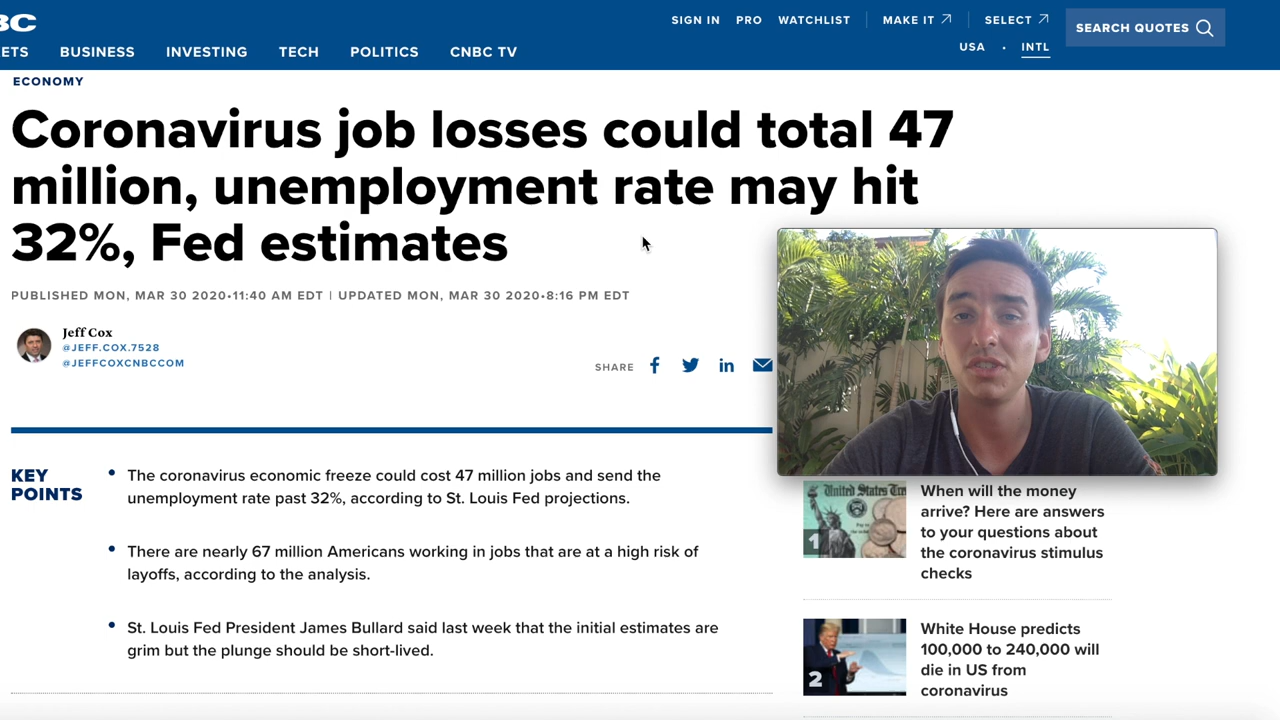 BC
SIGN IN PRO WATCHLIST MAKE IT SELECT SEARCH QUOTES
ETS BUSINESS INVESTING TECH POLITICS CNBC TV
USA • INTL
ECONOMY
Coronavirus job losses could total 47
million, unemployment rate may hit
32%, Fed estimates
PUBLISHED MON, MAR 30 2020•11:40 AM EDT | UPDATED MON, MAR 30 2020•8:16 PM EDT
Jeff Cox
@JEFF.COX.7528
@JEFFCOXCNBCCOM
SHARE f in
KEY
POINTS
• The coronavirus economic freeze could cost 47 million jobs and send the
unemployment rate past 32%, according to St. Louis Fed projections.
• There are nearly 67 million Americans working in jobs that are at a high risk of
layoffs, according to the analysis.
• St. Louis Fed President James Bullard said last week that the initial estimates are
grim but the plunge should be short-lived.
United States
1
When will the money
arrive? Here are answers
to your questions about
the coronavirus stimulus
checks
2
White House predicts
100,000 to 240,000 will
die in US from
coronavirus